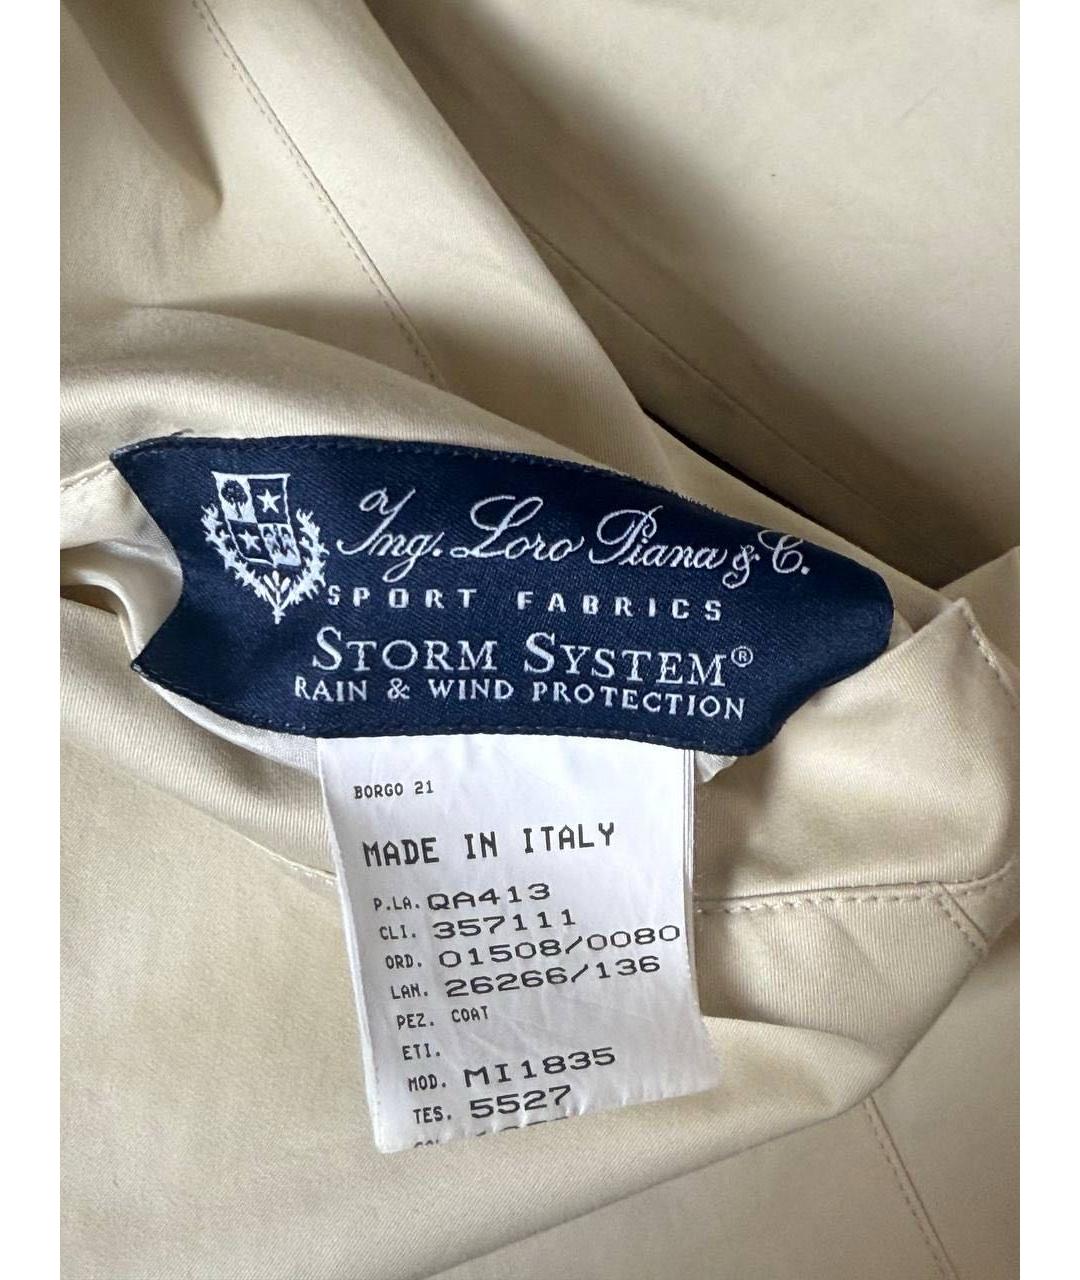 Ing. Loro Piana & C.
SPORT FABRICS
STORM SYSTEM®
RAIN & WIND PROTECTION
BORGO 21
MADE IN ITALY
P.LA. QA413
CLI. 357111
ORD. 01508/0080
LAN. 26266/136
PEZ. COAT
ETI.
MOD. MI1835
TES. 5527